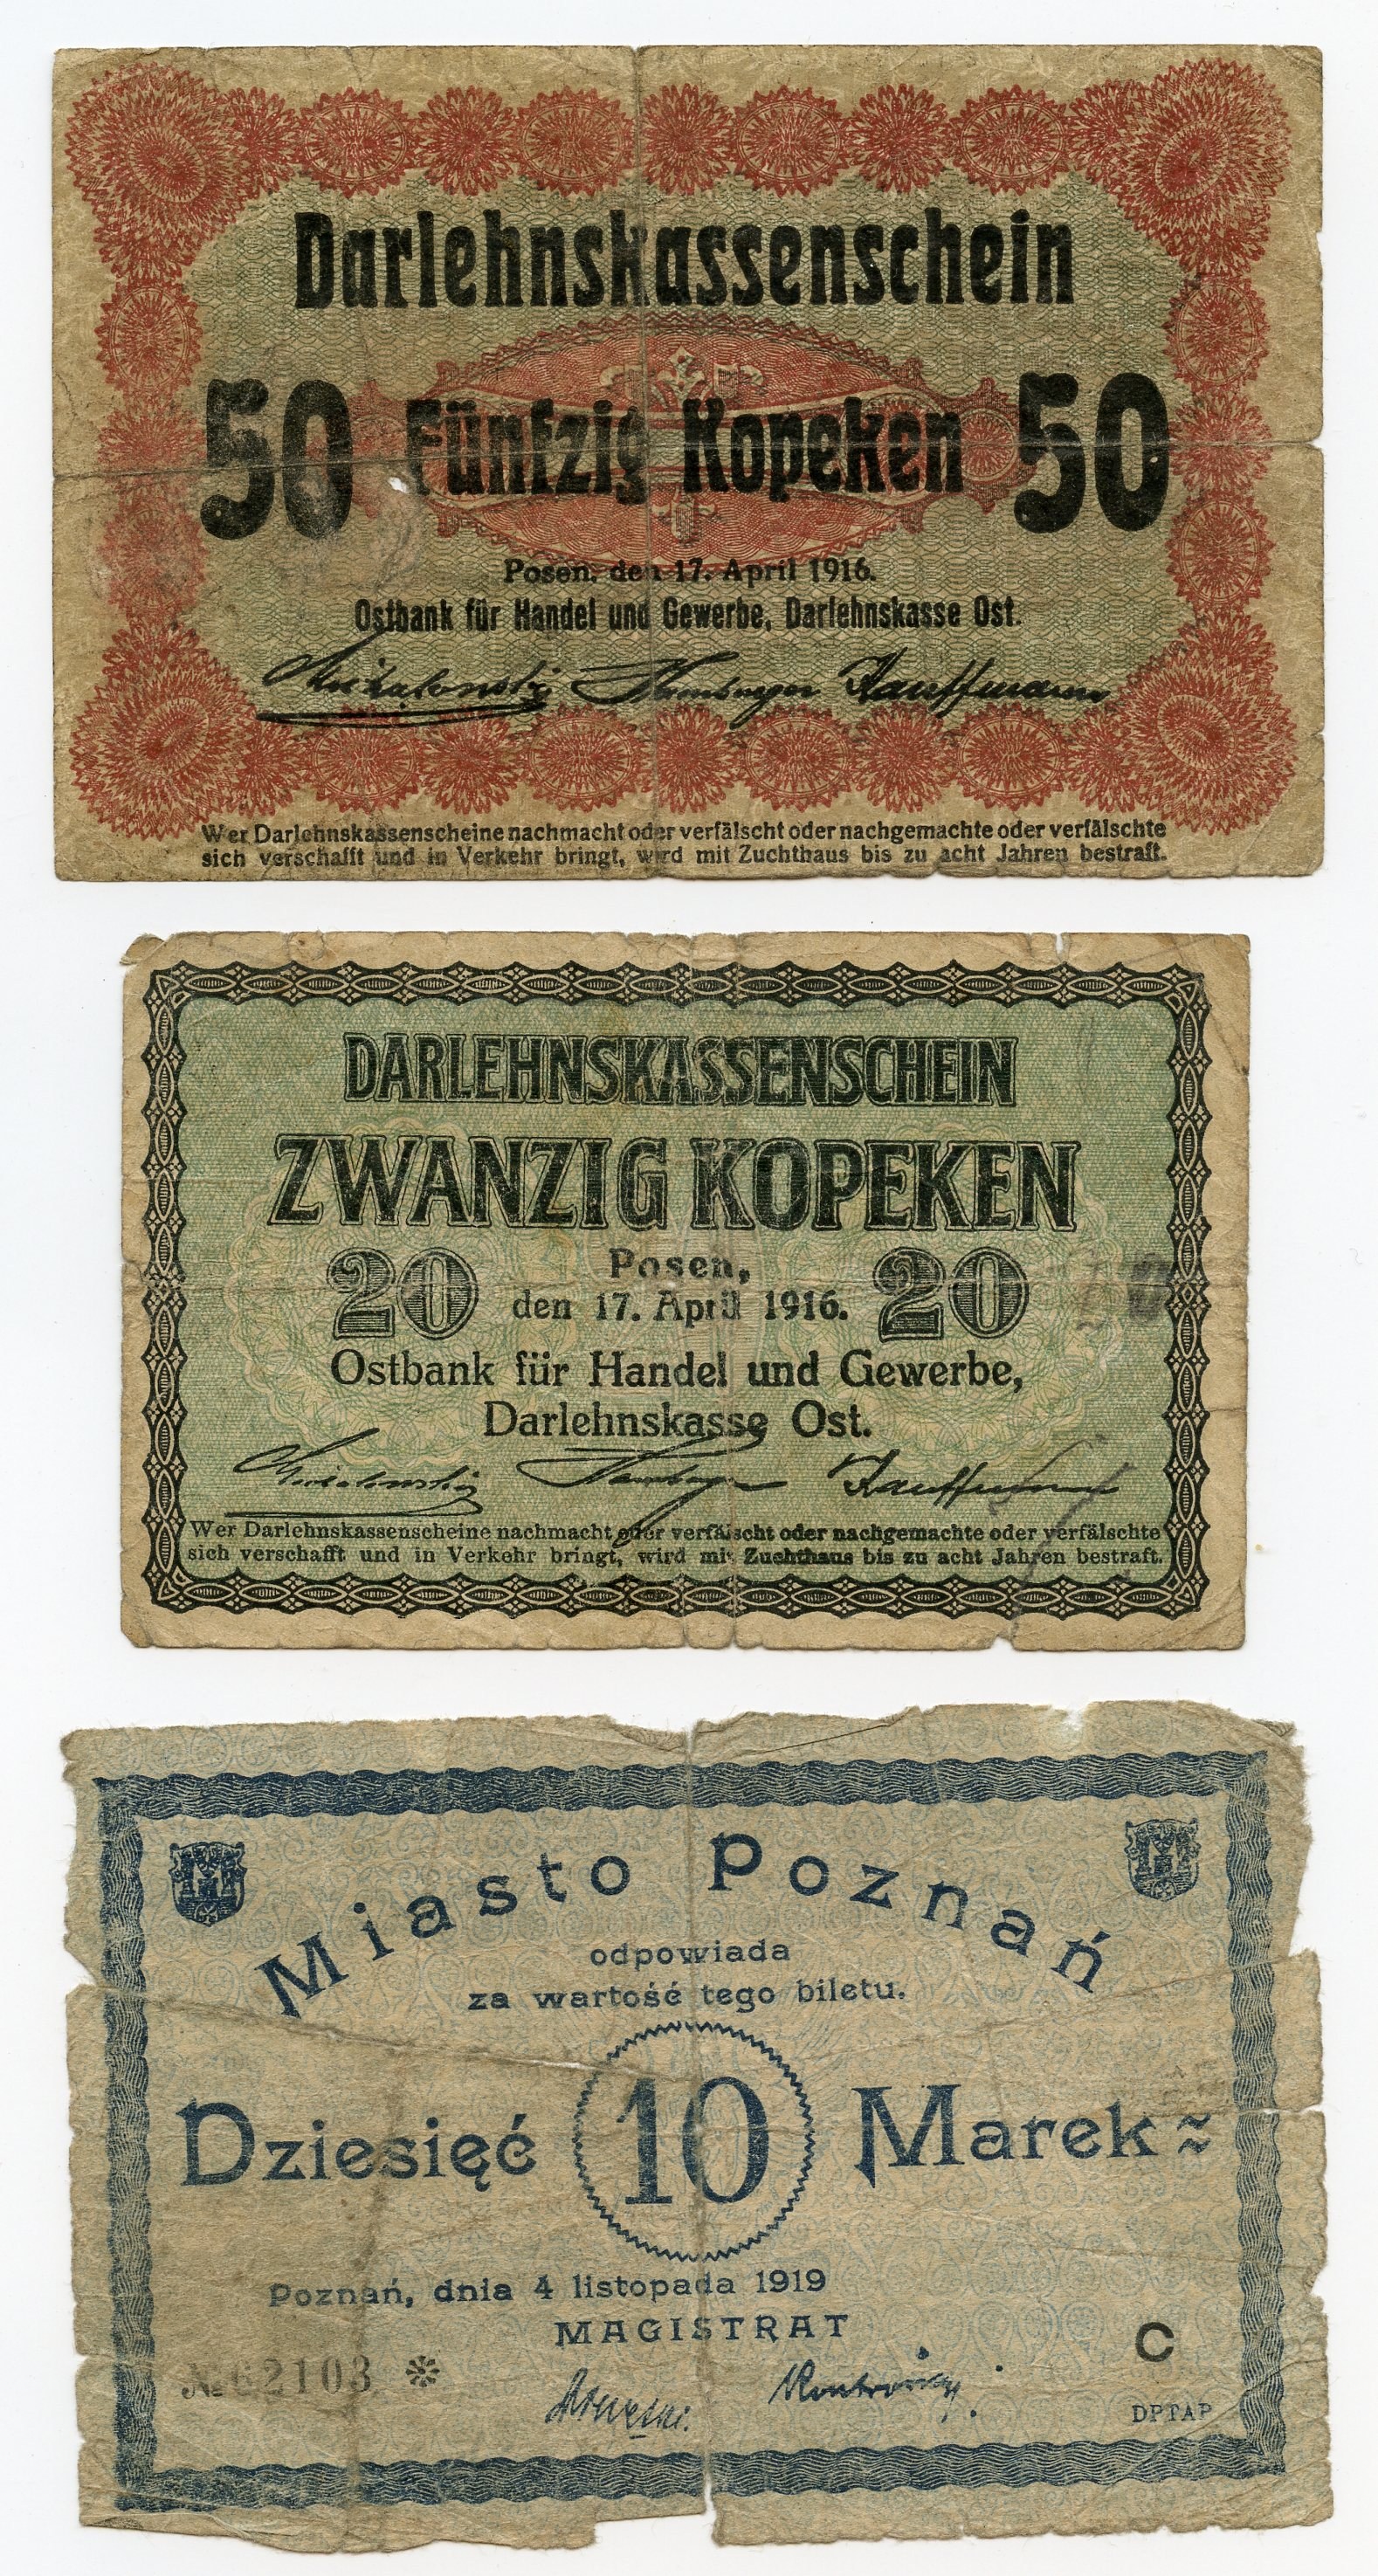 Darlehnskassenschein
50 Fünfzig Kopeken 50
Posen, den 17. April 1916.
Ostbank für Handel und Gewerbe, Darlehnskasse Ost.
Kauffmann
Wer Darlehnskassenscheine nachmacht oder verfälscht oder nachgemachte oder verfälschte
sich verschafft und in Verkehr bringt, wird mit Zuchthaus bis zu acht Jahren bestraft.
DARLEHNSKASSENSCHEIN
ZWANZIG KOPEKEN
20 Posen, 20
den 17. April 1916.
Ostbank für Handel und Gewerbe,
Darlehnskasse Ost.
Kauffmann
Wer Darlehnskassenscheine nachmacht oder verfälscht oder nachgemachte oder verfälschte
sich verschafft und in Verkehr bringt, wird mit Zuchthaus bis zu acht Jahren bestraft.
Miasto Poznań
odpowiada
za wartość tego biletu.
Dziesięć 10 Marek
Poznań, dnia 4 listopada 1919
MAGISTRAT
C
№ 2103
DPTAP